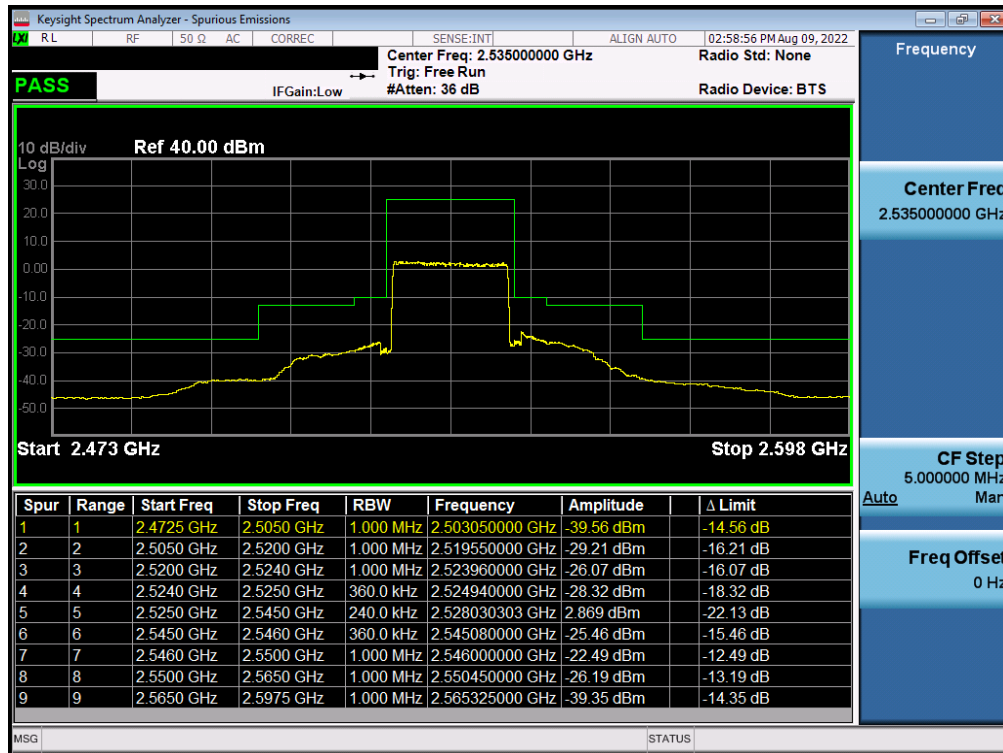 Keysight Spectrum Analyzer - Spurious Emissions
LXI RL RF 50 Ω AC CORREC SENSE:INT ALIGN AUTO 02:58:56 PM Aug 09, 2022
Center Freq: 2.535000000 GHz Radio Std: None
Trig: Free Run
PASS IFGain:Low #Atten: 36 dB Radio Device: BTS
10 dB/div Ref 40.00 dBm
Log
30.0
20.0
10.0
0.00
-10.0
-20.0
-30.0
-40.0
-50.0
Start 2.473 GHz Stop 2.598 GHz
Spur Range Start Freq Stop Freq RBW Frequency Amplitude Δ Limit
1 1 2.4725 GHz 2.5050 GHz 1.000 MHz 2.503050000 GHz -39.56 dBm -14.56 dB
2 2 2.5050 GHz 2.5200 GHz 1.000 MHz 2.519550000 GHz -29.21 dBm -16.21 dB
3 3 2.5200 GHz 2.5240 GHz 1.000 MHz 2.523960000 GHz -26.07 dBm -16.07 dB
4 4 2.5240 GHz 2.5250 GHz 360.0 kHz 2.524940000 GHz -28.32 dBm -18.32 dB
5 5 2.5250 GHz 2.5450 GHz 240.0 kHz 2.528030303 GHz 2.869 dBm -22.13 dB
6 6 2.5450 GHz 2.5460 GHz 360.0 kHz 2.545080000 GHz -25.46 dBm -15.46 dB
7 7 2.5460 GHz 2.5500 GHz 1.000 MHz 2.546000000 GHz -22.49 dBm -12.49 dB
8 8 2.5500 GHz 2.5650 GHz 1.000 MHz 2.550450000 GHz -26.19 dBm -13.19 dB
9 9 2.5650 GHz 2.5975 GHz 1.000 MHz 2.565325000 GHz -39.35 dBm -14.35 dB
MSG STATUS
Frequency
Center Freq
2.535000000 GHz
CF Step
5.000000 MHz
Auto Man
Freq Offset
0 Hz